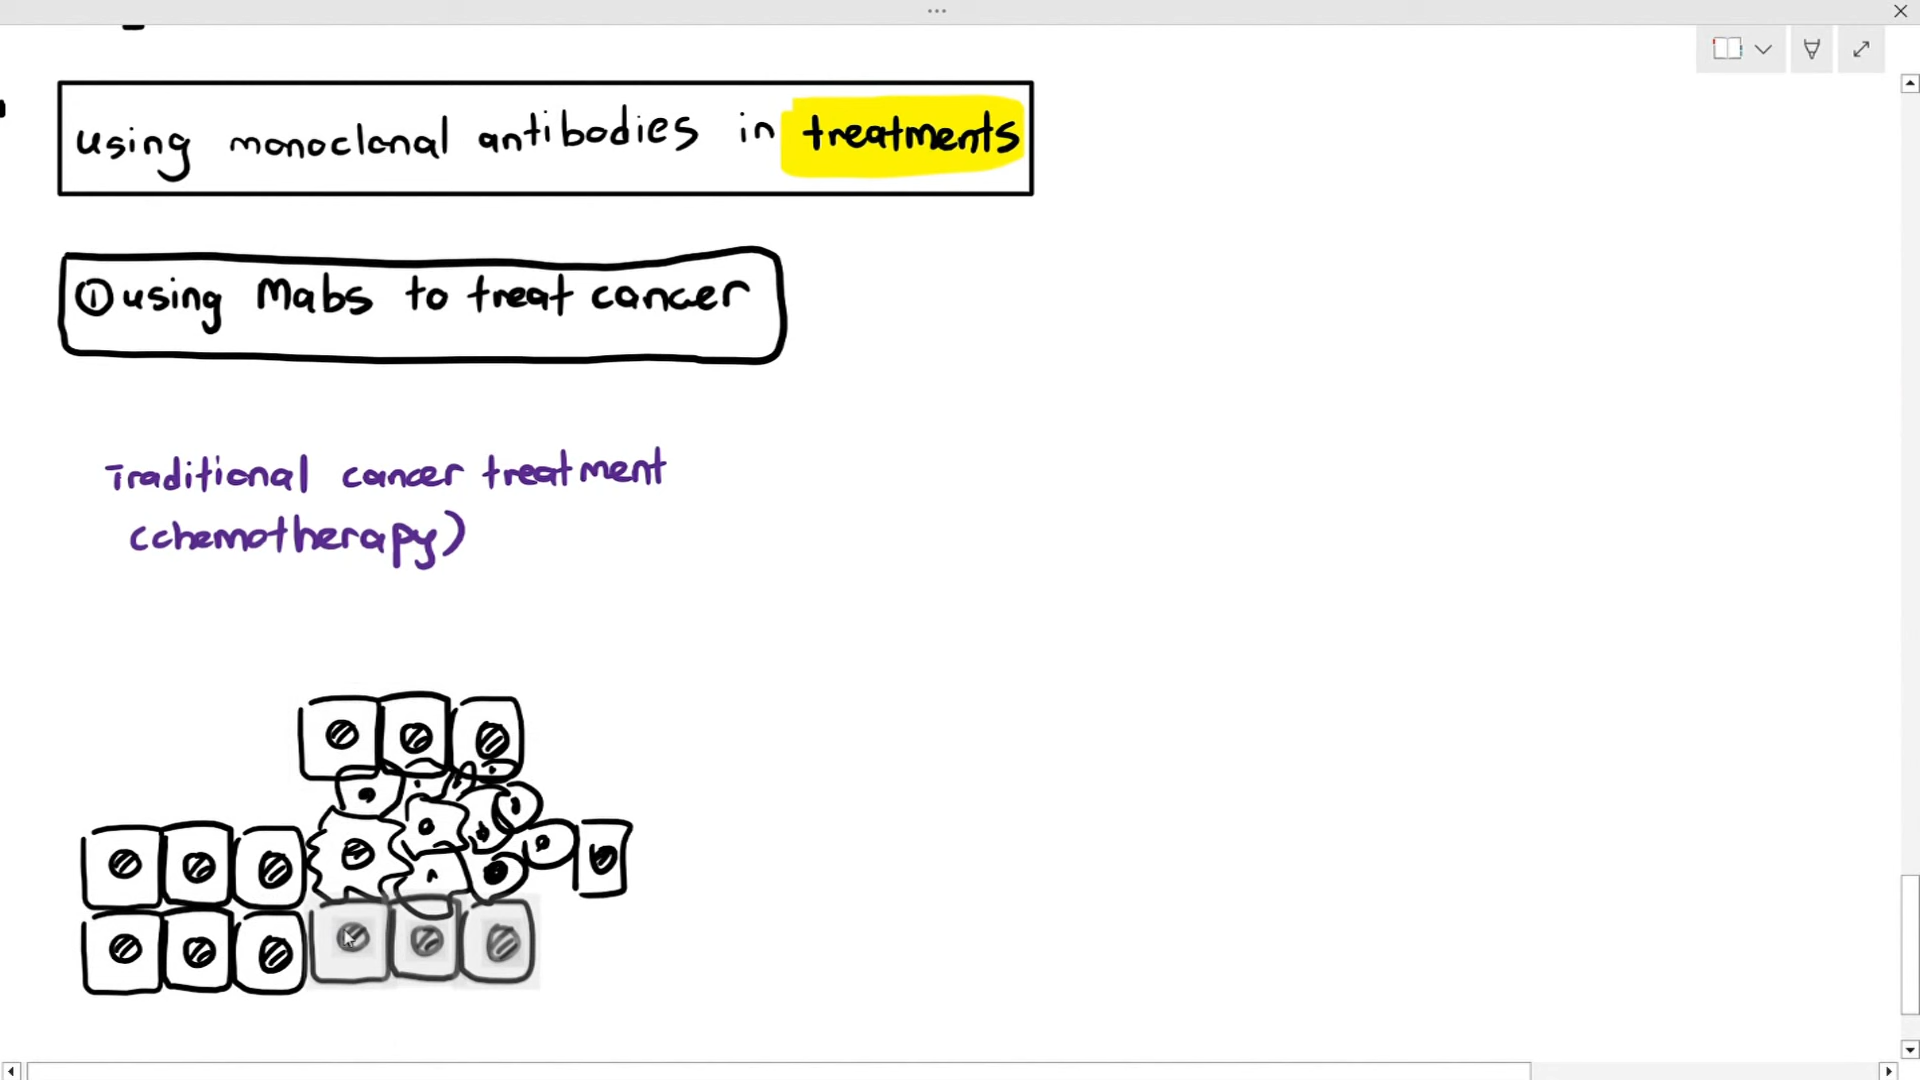 using monoclonal antibodies in treatments
① using Mabs to treat cancer
Traditional cancer treatment
(chemotherapy)